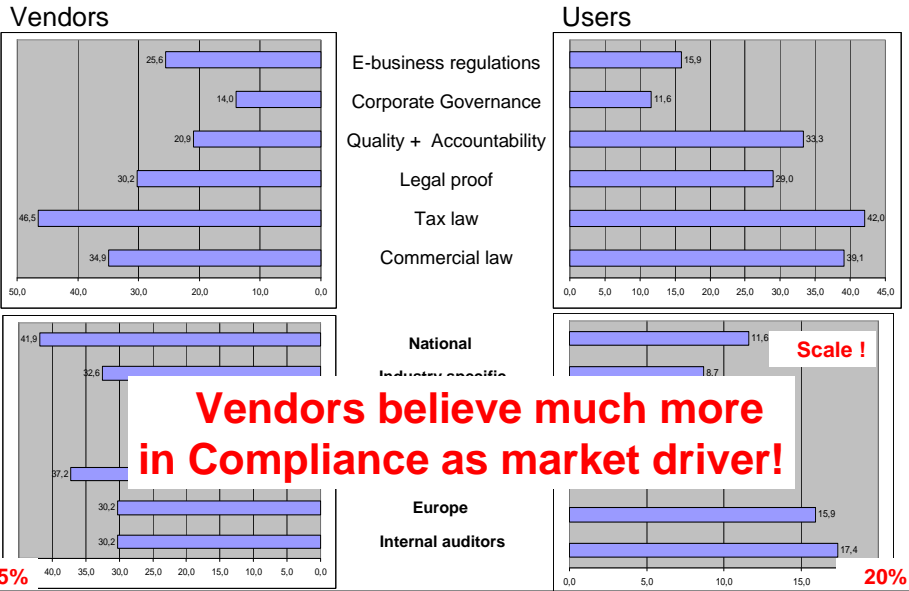 Vendors
Users
25,6
E-business regulations
15,9
14,0
Corporate Governance
11,6
20,9
Quality + Accountability
33,3
30,2
Legal proof
29,0
46,5
Tax law
42,0
34,9
Commercial law
39,1
50,0 40,0 30,0 20,0 10,0 0,0
0,0 5,0 10,0 15,0 20,0 25,0 30,0 35,0 40,0 45,0
41,9
National
11,6
Scale !
32,6
Industry specific
8,7
Vendors believe much more
in Compliance as market driver!
37,2
30,2
Europe
15,9
30,2
Internal auditors
17,4
5% 40,0 35,0 30,0 25,0 20,0 15,0 10,0 5,0 0,0
0,0 5,0 10,0 15,0 20%